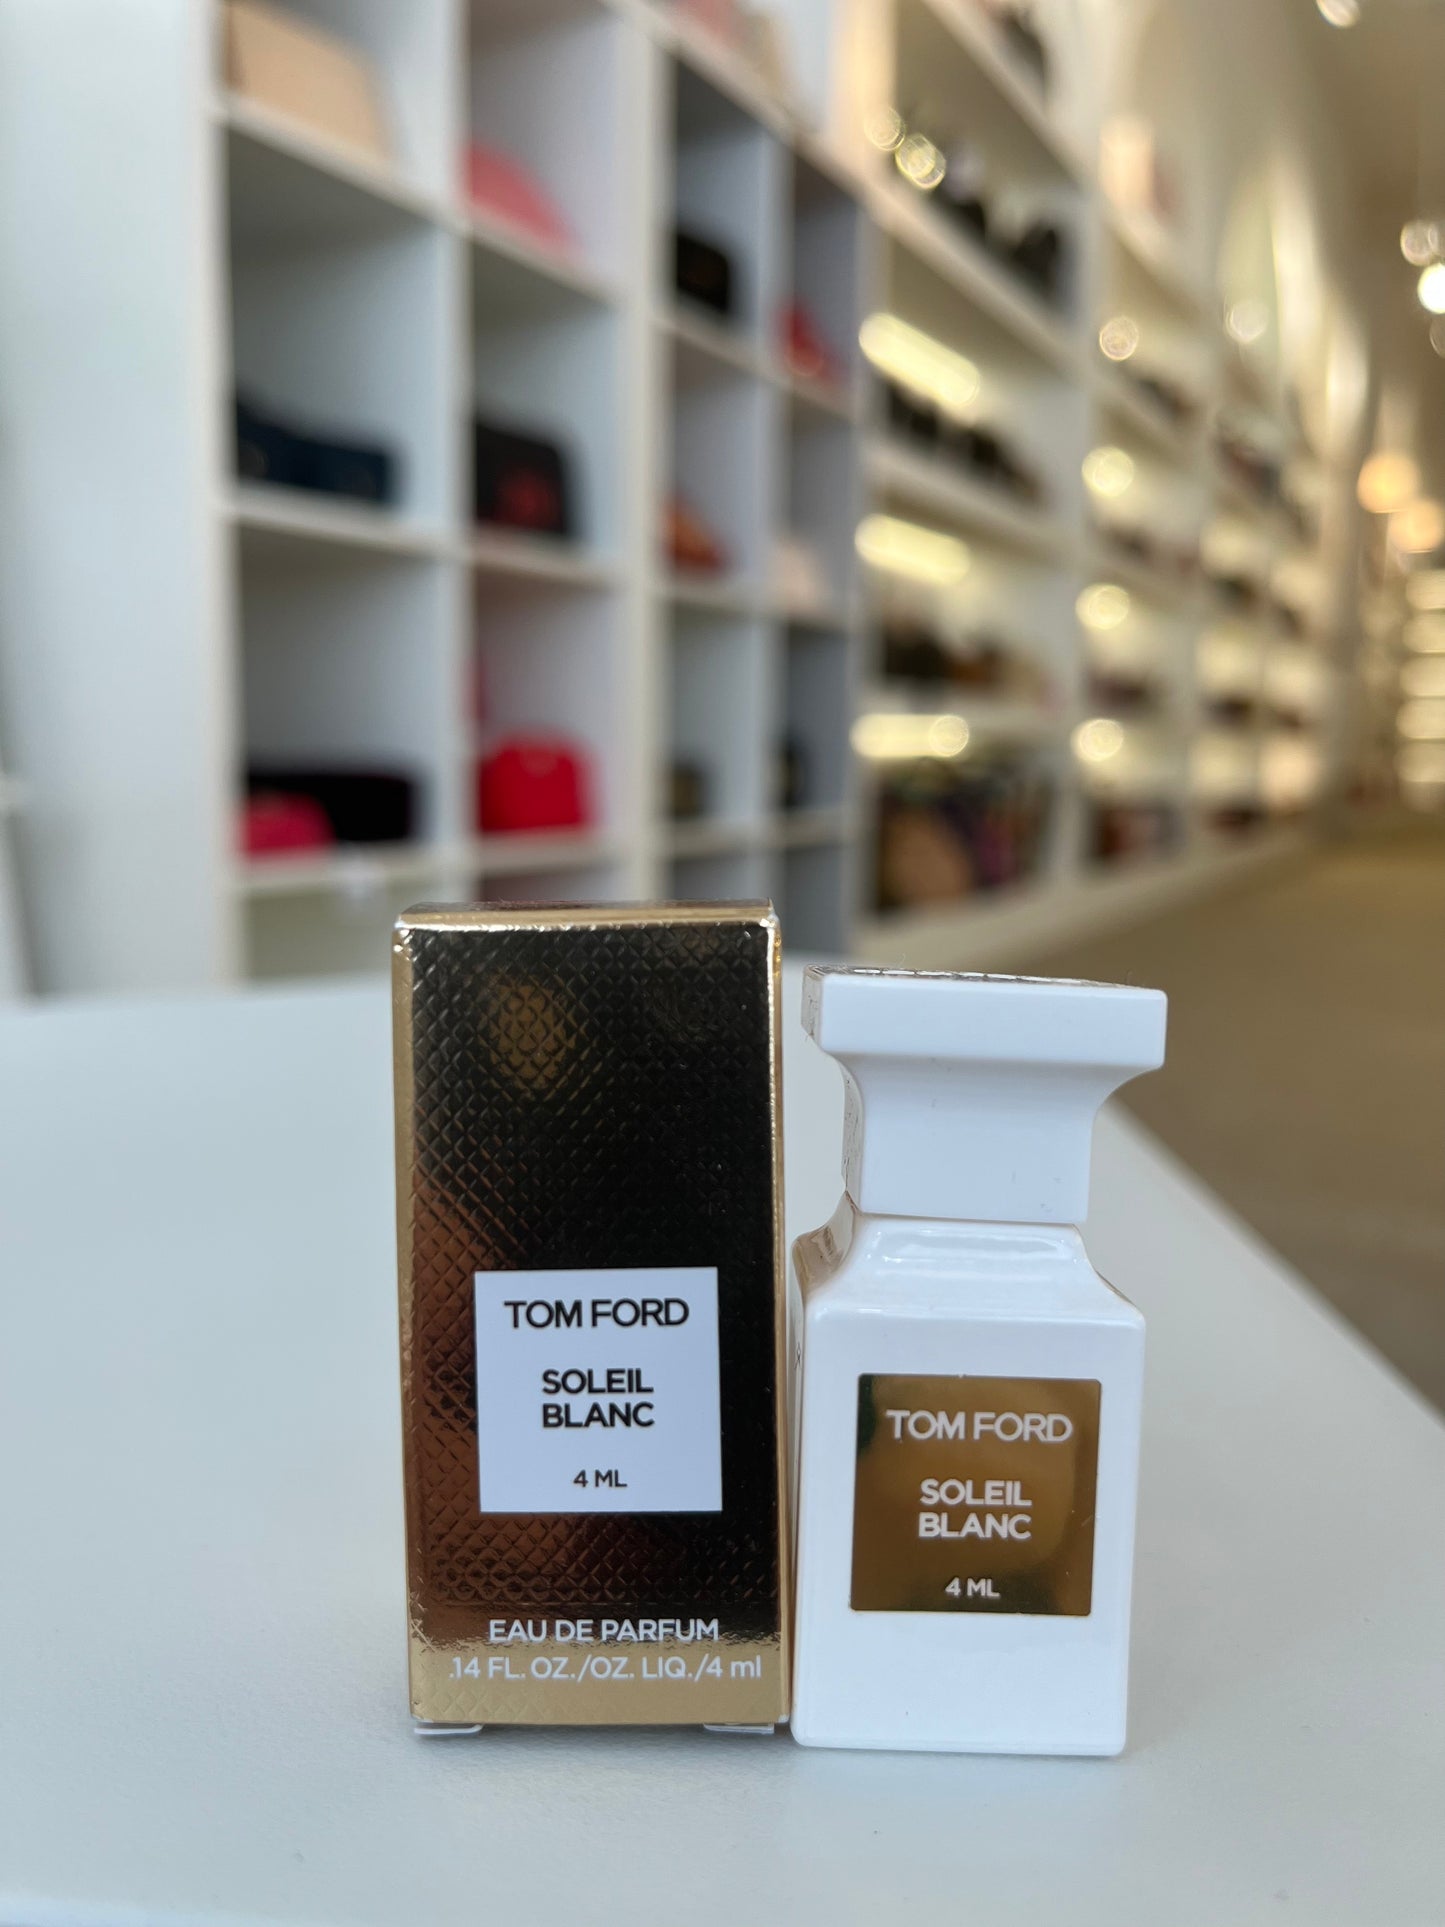 TOM FORD
SOLEIL
BLANC
4 ML
EAU DE PARFUM
.14 FL. OZ./OZ. LIQ./4 ml
TOM FORD
SOLEIL
BLANC
4 ML